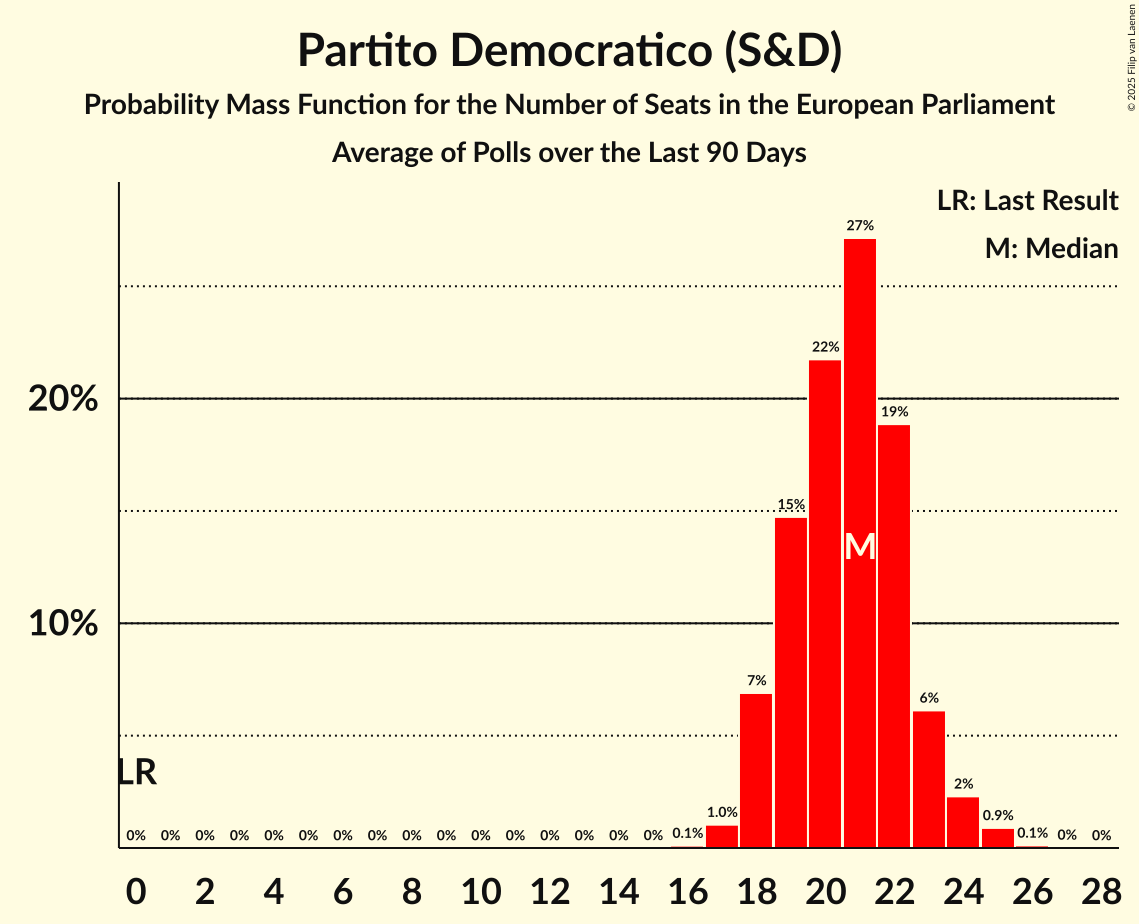 Partito Democratico (S&D)
Probability Mass Function for the Number of Seats in the European Parliament
Average of Polls over the Last 90 Days
© 2025 Filip van Laenen
LR: Last Result
M: Median
27%
22%
20%
19%
15%
M
10%
7%
6%
LR
2%
0% 0% 0% 0% 0% 0% 0% 0% 0% 0% 0% 0% 0% 0% 0% 0% 0.1% 1.0% 0.9% 0.1% 0% 0%
0 2 4 6 8 10 12 14 16 18 20 22 24 26 28